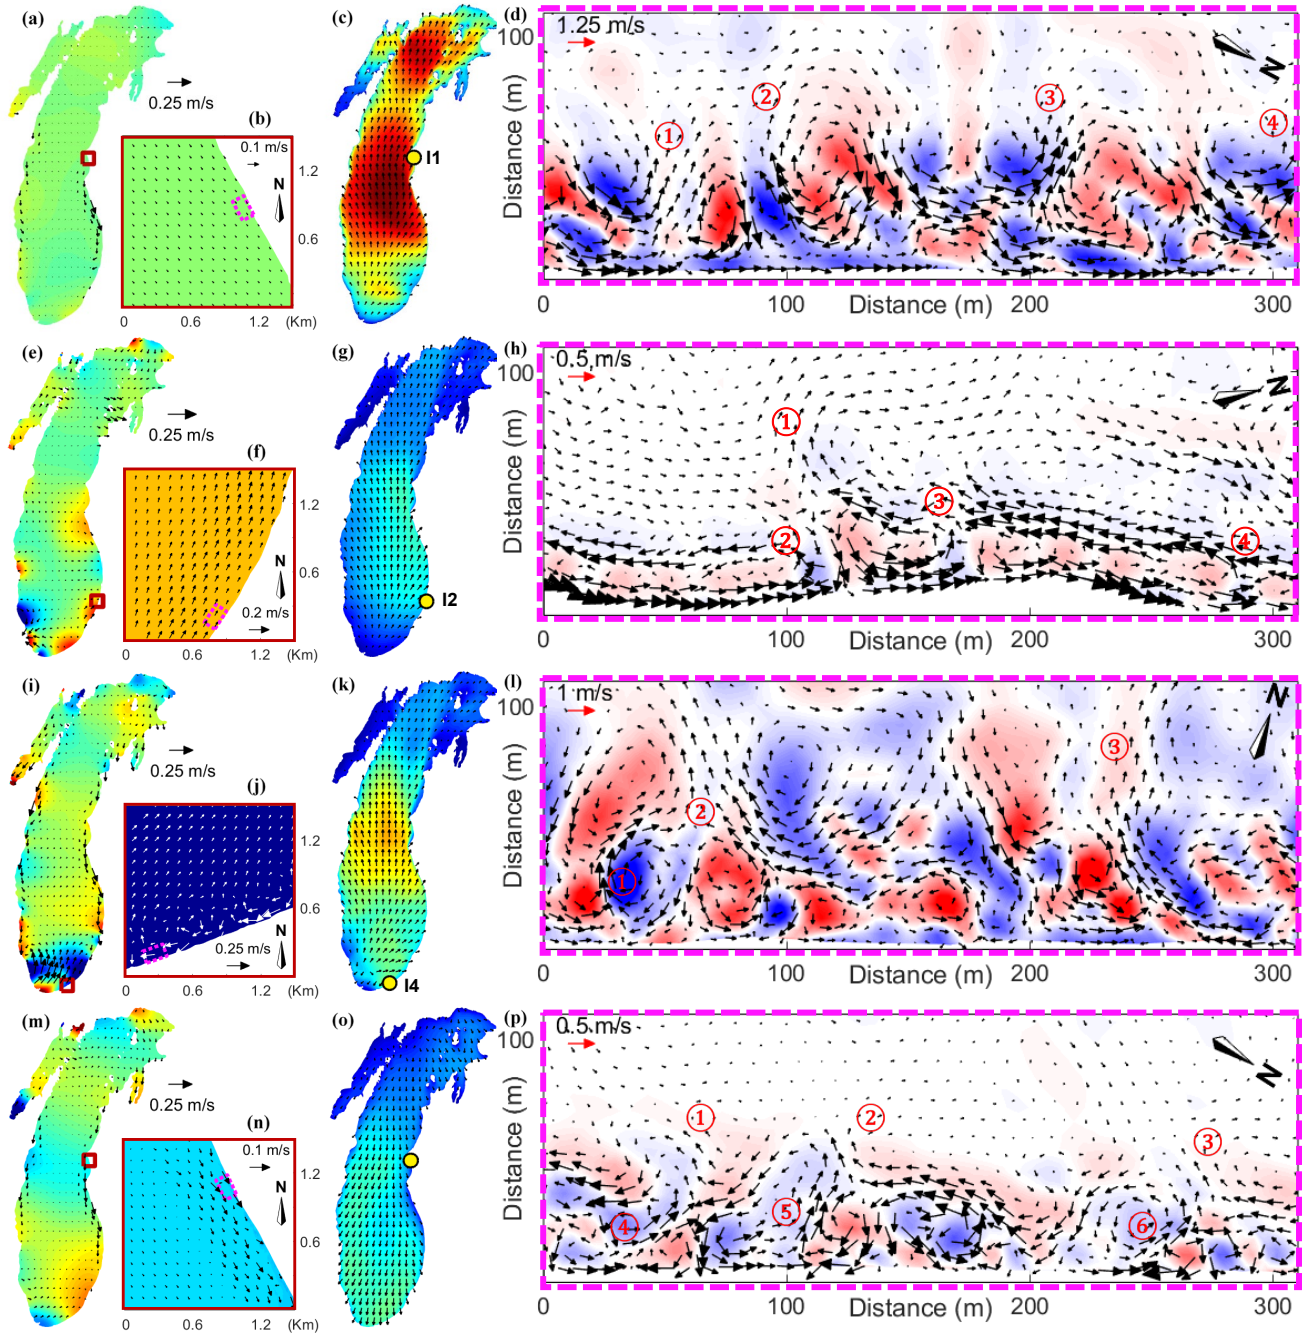 (a)
0.25 m/s
(b)
0.1 m/s
N
1.2
0.6
0 0.6 1.2 (Km)
(c)
I1
(d)
1.25 m/s
N
100
Distance (m)
① ② ③ ④
0 100 200 300
Distance (m)
(e)
0.25 m/s
(f)
1.2
N
0.6
0.2 m/s
0 0.6 1.2 (Km)
(g)
I2
(h)
0.5 m/s
N
100
Distance (m)
① ② ③ ④
0 100 200 300
Distance (m)
(i)
0.25 m/s
(j)
1.2
0.6
N
0.25 m/s
0 0.6 1.2 (Km)
(k)
I4
(l)
1 m/s
N
100
Distance (m)
① ② ③
0 100 200 300
Distance (m)
(m)
0.25 m/s
(n)
0.1 m/s
1.2
N
0.6
0 0.6 1.2 (Km)
(o)
(p)
0.5 m/s
N
100
Distance (m)
① ② ③
④ ⑤ ⑥
0 100 200 300
Distance (m)